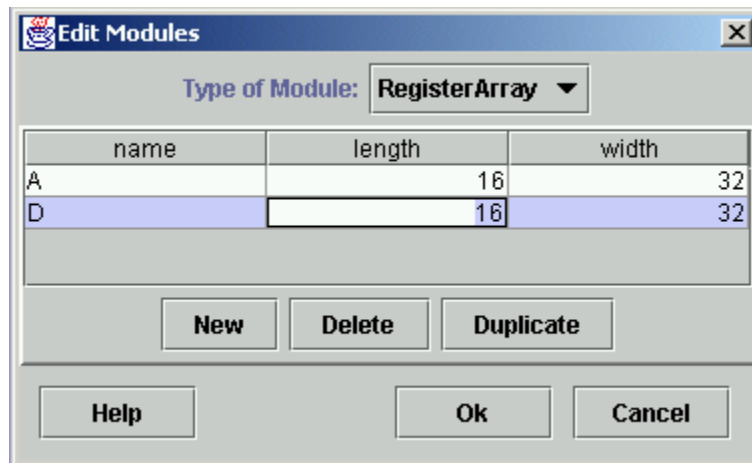 Edit Modules
Type of Module: RegisterArray
name length width
A 16 32
D 16 32
New Delete Duplicate
Help Ok Cancel